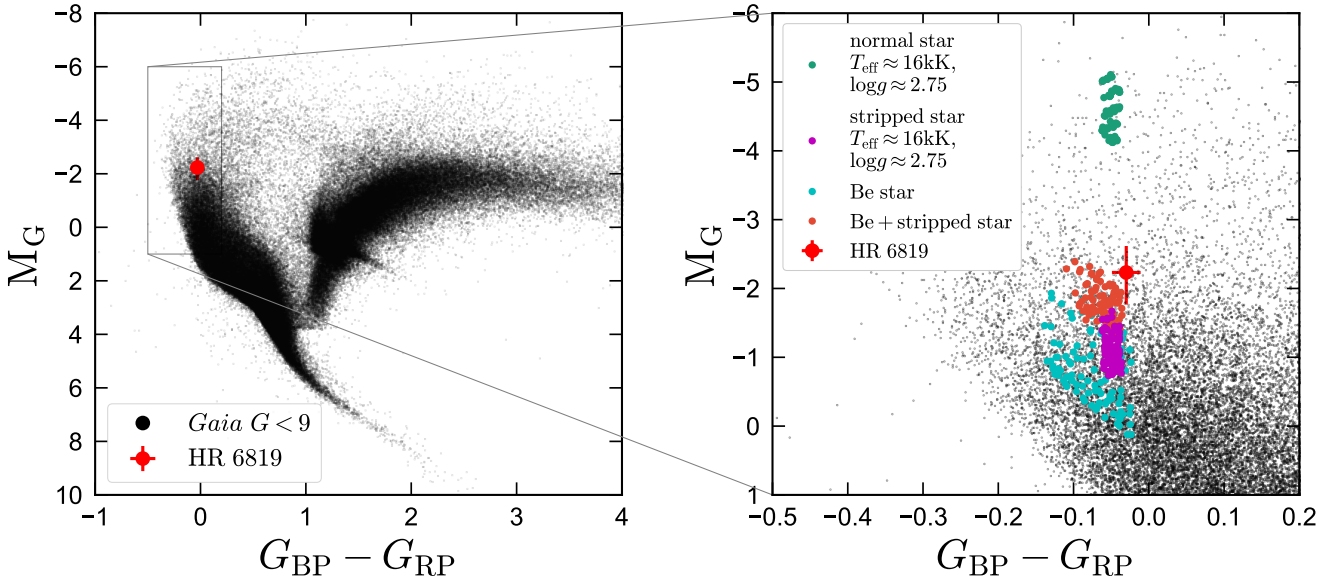 −8
−6
−4
−2
0
2
4
6
8
10
M_G
−1
0
1
2
3
4
G_BP − G_RP
Gaia G < 9
HR 6819
−6
−5
−4
−3
−2
−1
0
1
M_G
−0.5
−0.4
−0.3
−0.2
−0.1
0.0
0.1
0.2
G_BP − G_RP
normal star
T_eff ≈ 16kK,
log g ≈ 2.75
stripped star
T_eff ≈ 16kK,
log g ≈ 2.75
Be star
Be + stripped star
HR 6819